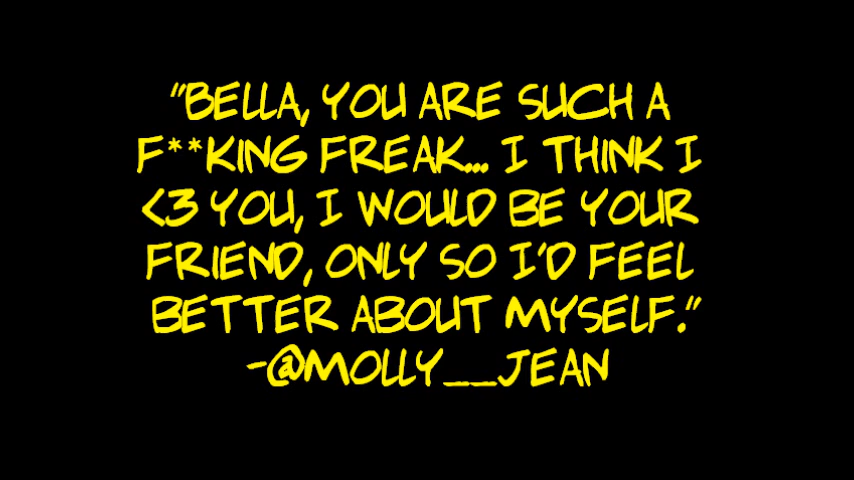 "BELLA, YOU ARE SUCH A
F**KING FREAK... I THINK I
<3 YOU, I WOULD BE YOUR
FRIEND, ONLY SO I'D FEEL
BETTER ABOUT MYSELF."
-@MOLLY__JEAN